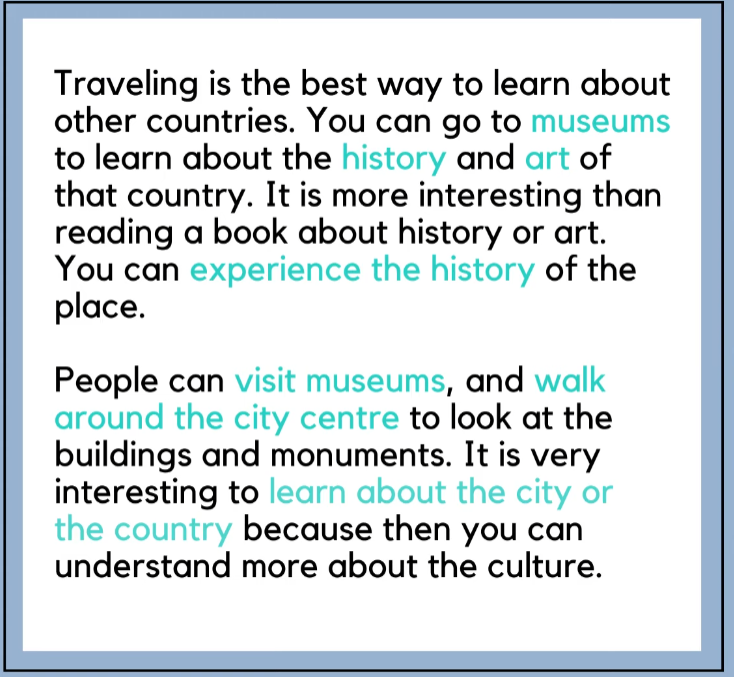 Traveling is the best way to learn about
other countries. You can go to museums
to learn about the history and art of
that country. It is more interesting than
reading a book about history or art.
You can experience the history of the
place.
People can visit museums, and walk
around the city centre to look at the
buildings and monuments. It is very
interesting to learn about the city or
the country because then you can
understand more about the culture.